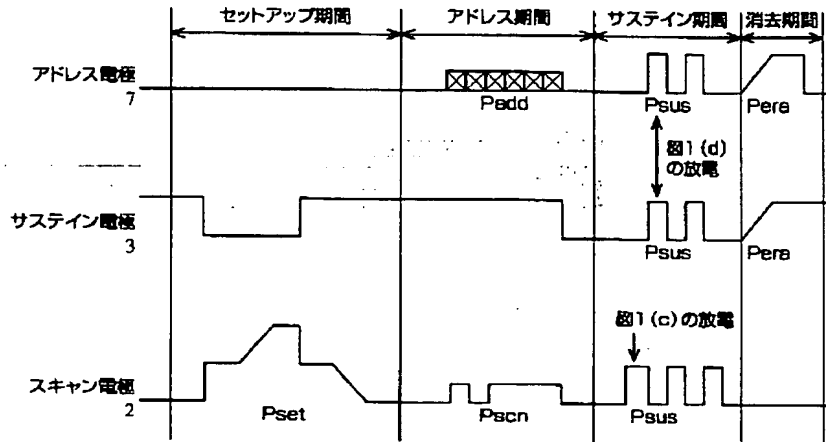 セットアップ期間 アドレス期間 サステイン期間 消去期間
アドレス電極
7
Padd
Psus
Pera
図1(d)
の放電
サステイン電極
3
Psus
Pera
図1(c)の放電
スキャン電極
2
Pset
Pscn
Psus